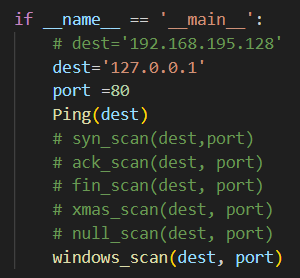 if __name__ == '__main__':
    # dest='192.168.195.128'
    dest='127.0.0.1'
    port =80
    Ping(dest)
    # syn_scan(dest,port)
    # ack_scan(dest, port)
    # fin_scan(dest, port)
    # xmas_scan(dest, port)
    # null_scan(dest, port)
    windows_scan(dest, port)